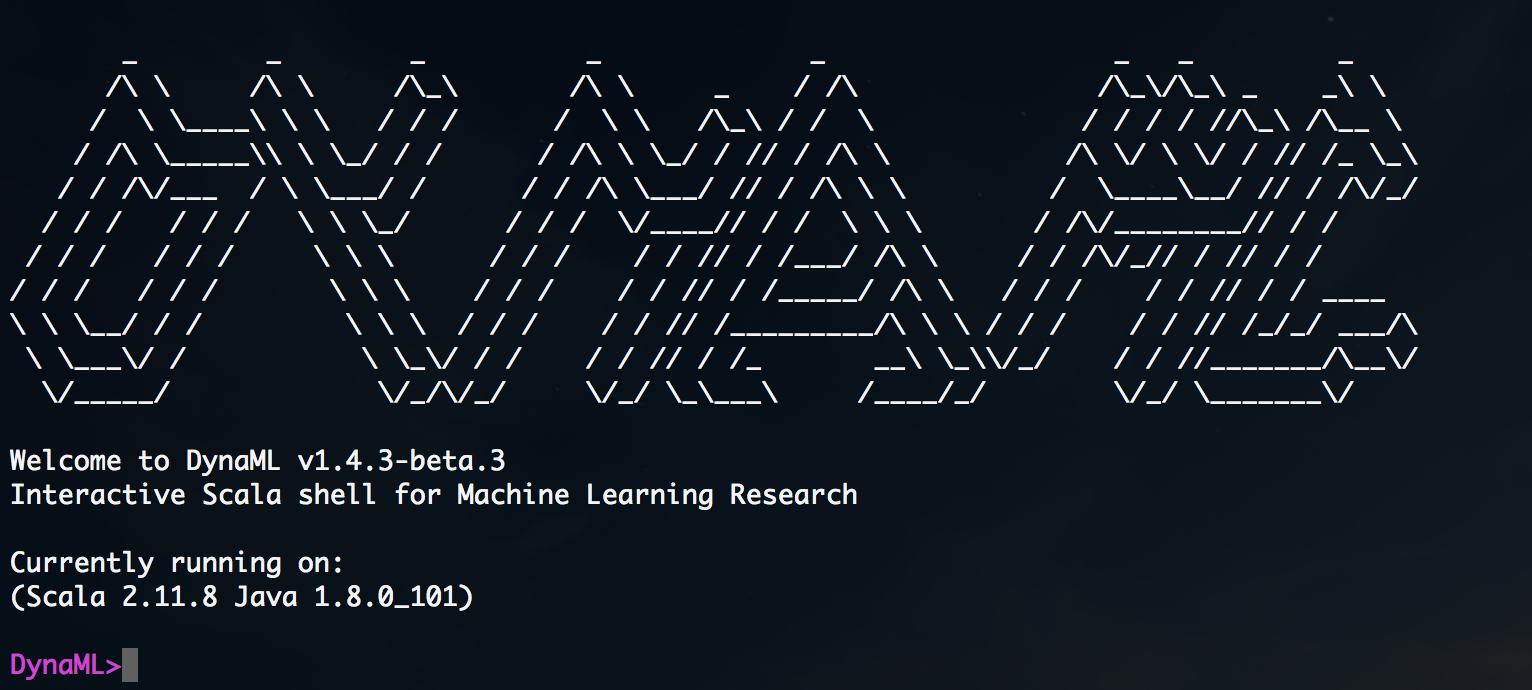 Welcome to DynaML v1.4.3-beta.3
Interactive Scala shell for Machine Learning Research
Currently running on:
(Scala 2.11.8 Java 1.8.0_101)
DynaML>